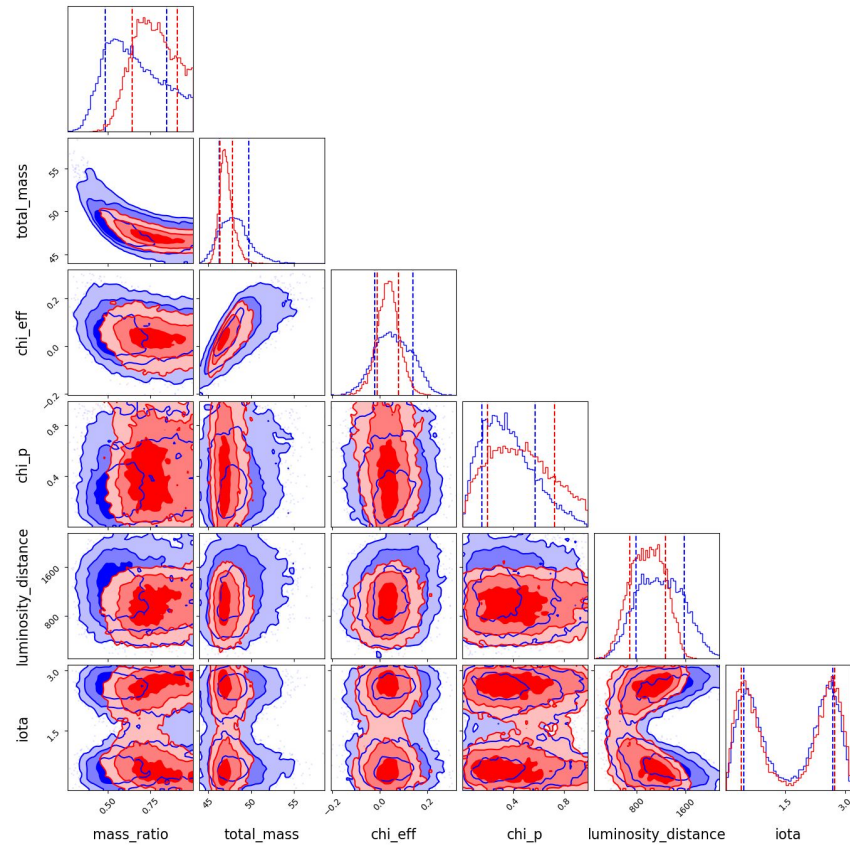 total_mass
55
50
45
chi_eff
0.2
0.0
-0.2
chi_p
0.8
0.4
luminosity_distance
1600
800
iota
3.0
1.5
0.50 0.75 45 50 55 -0.2 0.0 0.2 0.4 0.8 800 1600 1.5 3.0
mass_ratio total_mass chi_eff chi_p luminosity_distance iota